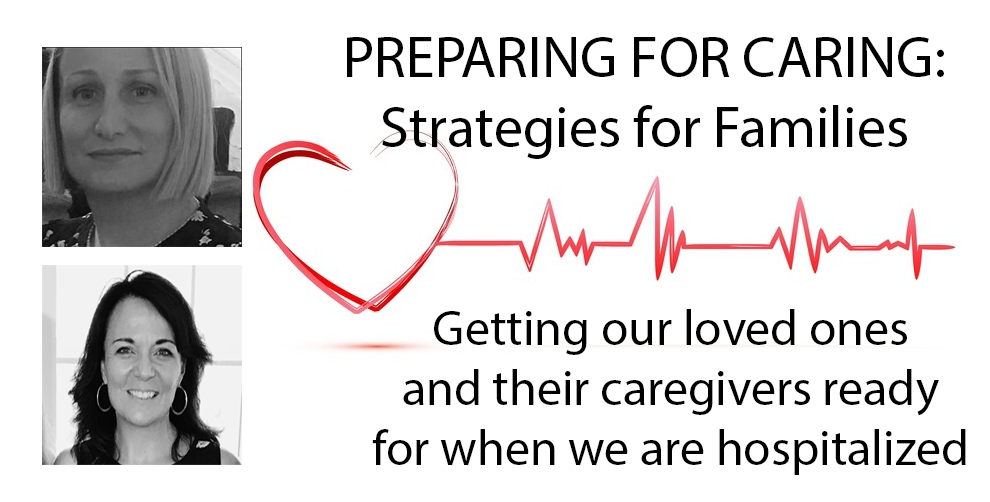 PREPARING FOR CARING:
Strategies for Families
Getting our loved ones
and their caregivers ready
for when we are hospitalized